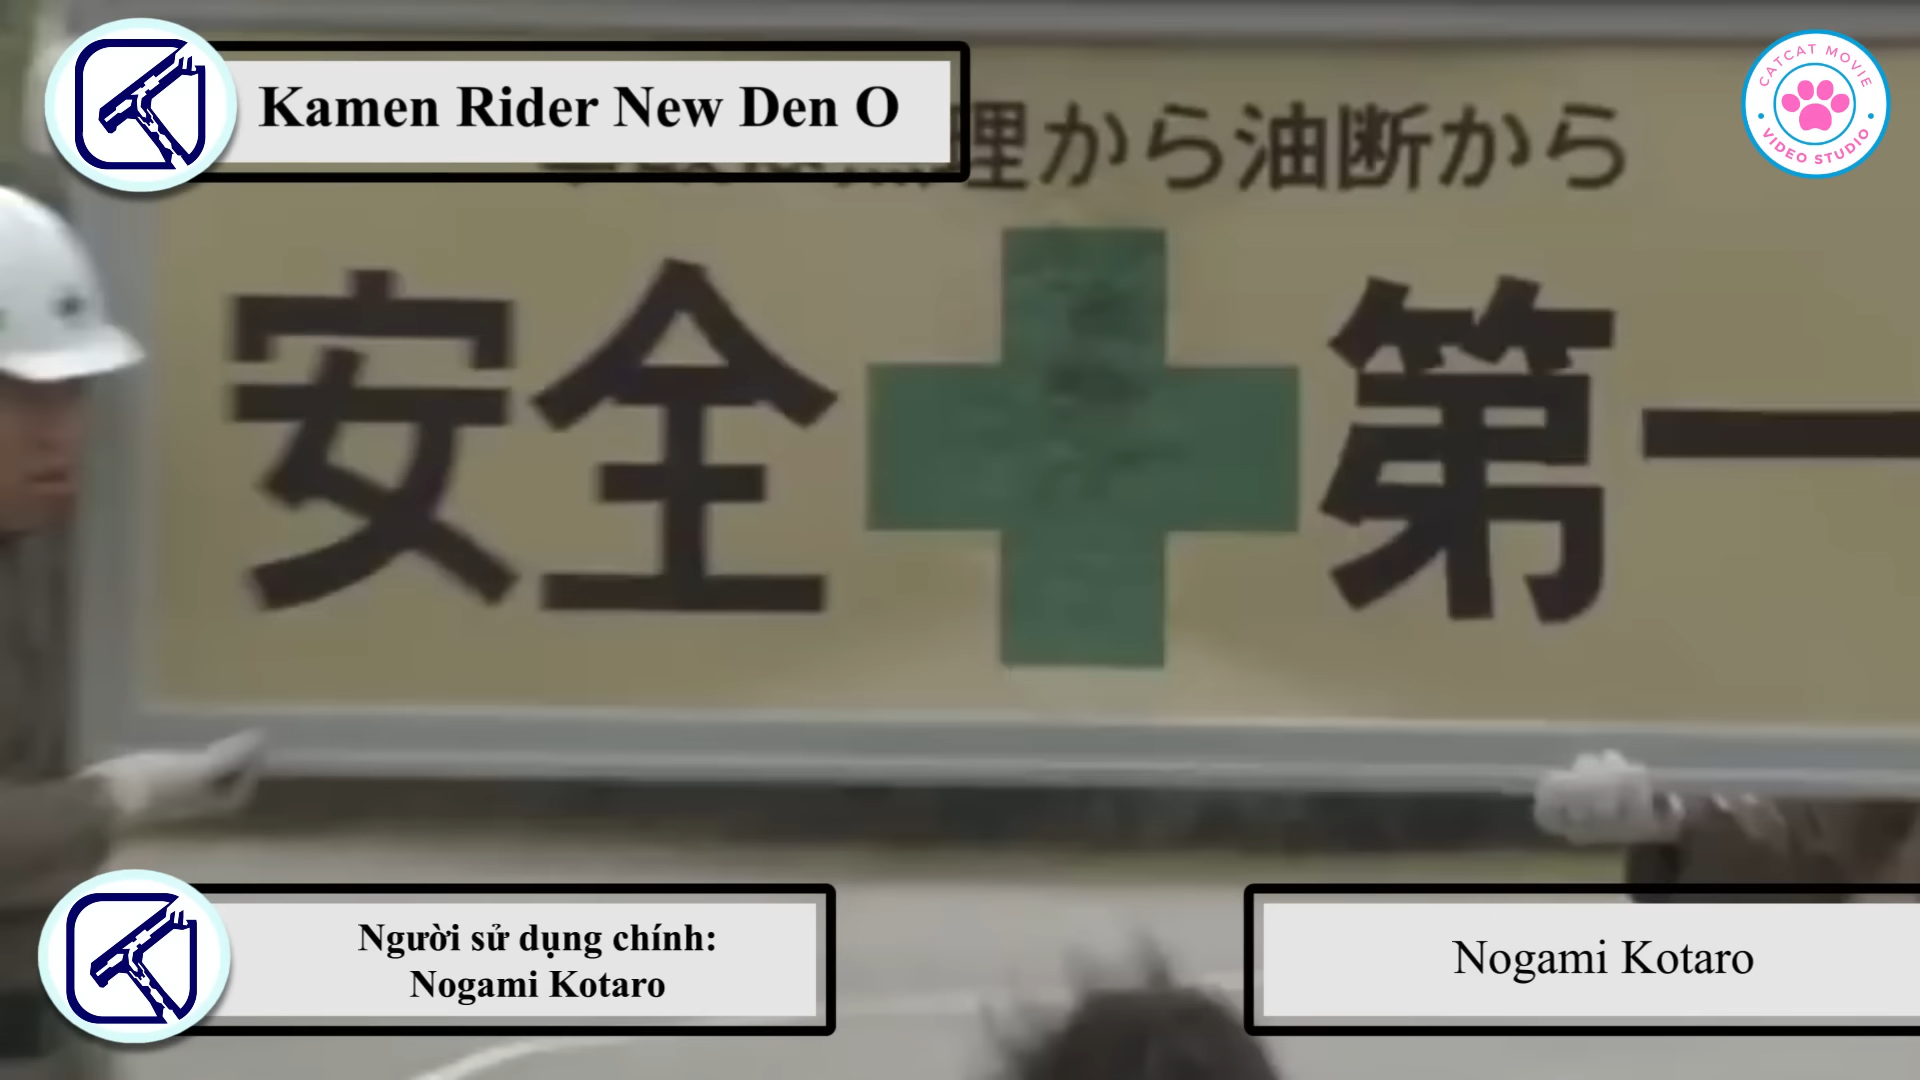 Kamen Rider New Den O
CATCAT MOVIE
VIDEO STUDIO
理から油断から
安全 第一
Người sử dụng chính:
Nogami Kotaro
Nogami Kotaro